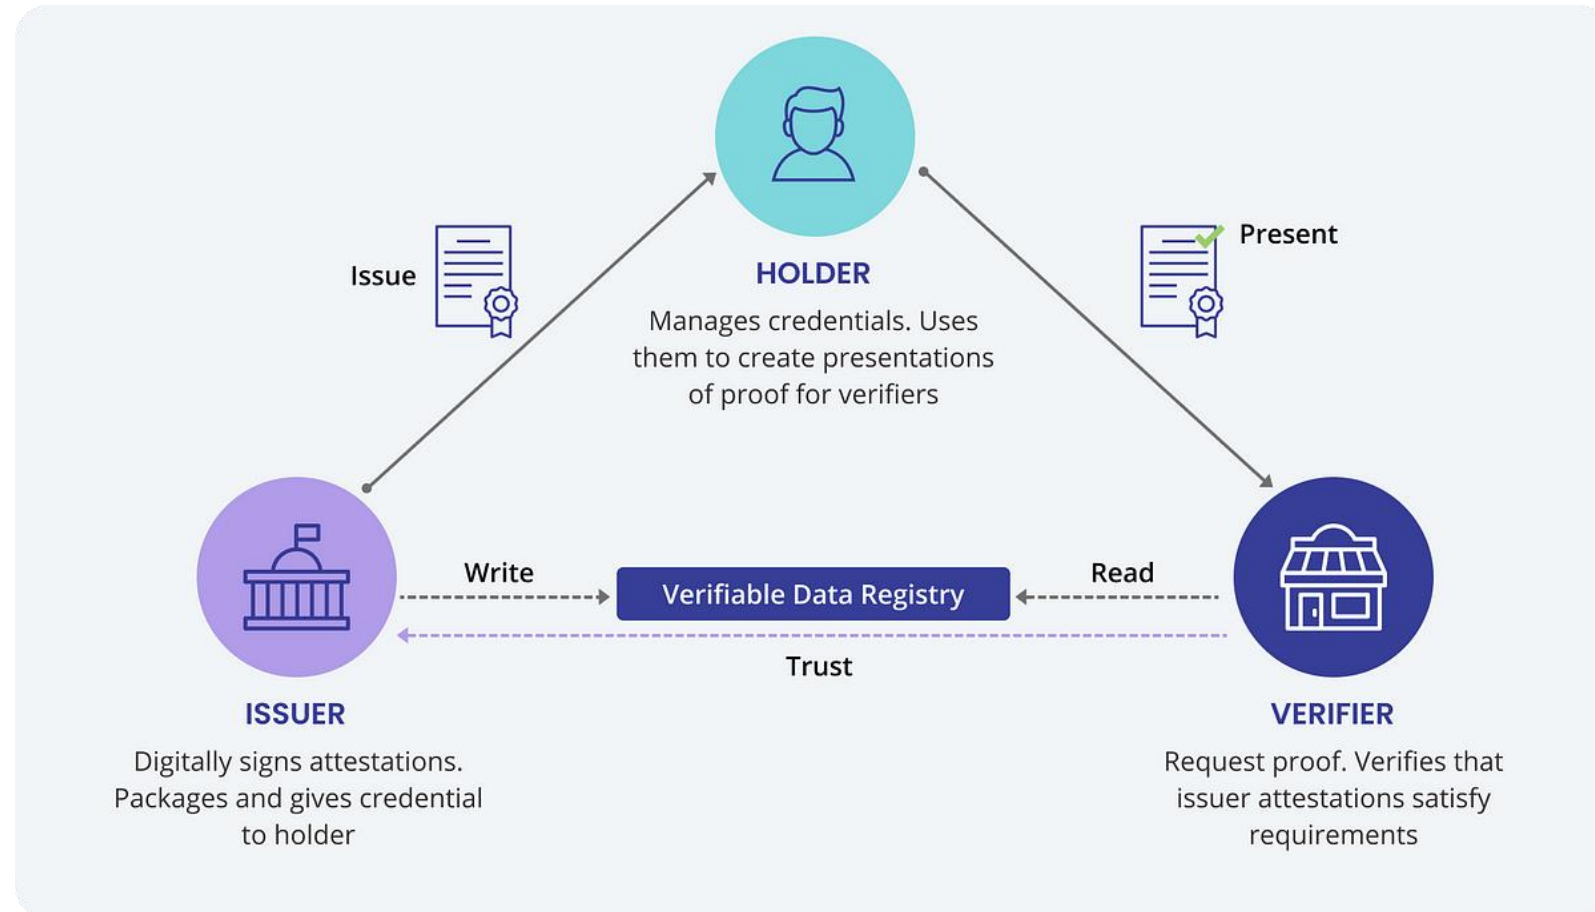 Issue
Present
HOLDER
Manages credentials. Uses
them to create presentations
of proof for verifiers
Write
Verifiable Data Registry
Read
Trust
ISSUER
Digitally signs attestations.
Packages and gives credential
to holder
VERIFIER
Request proof. Verifies that
issuer attestations satisfy
requirements